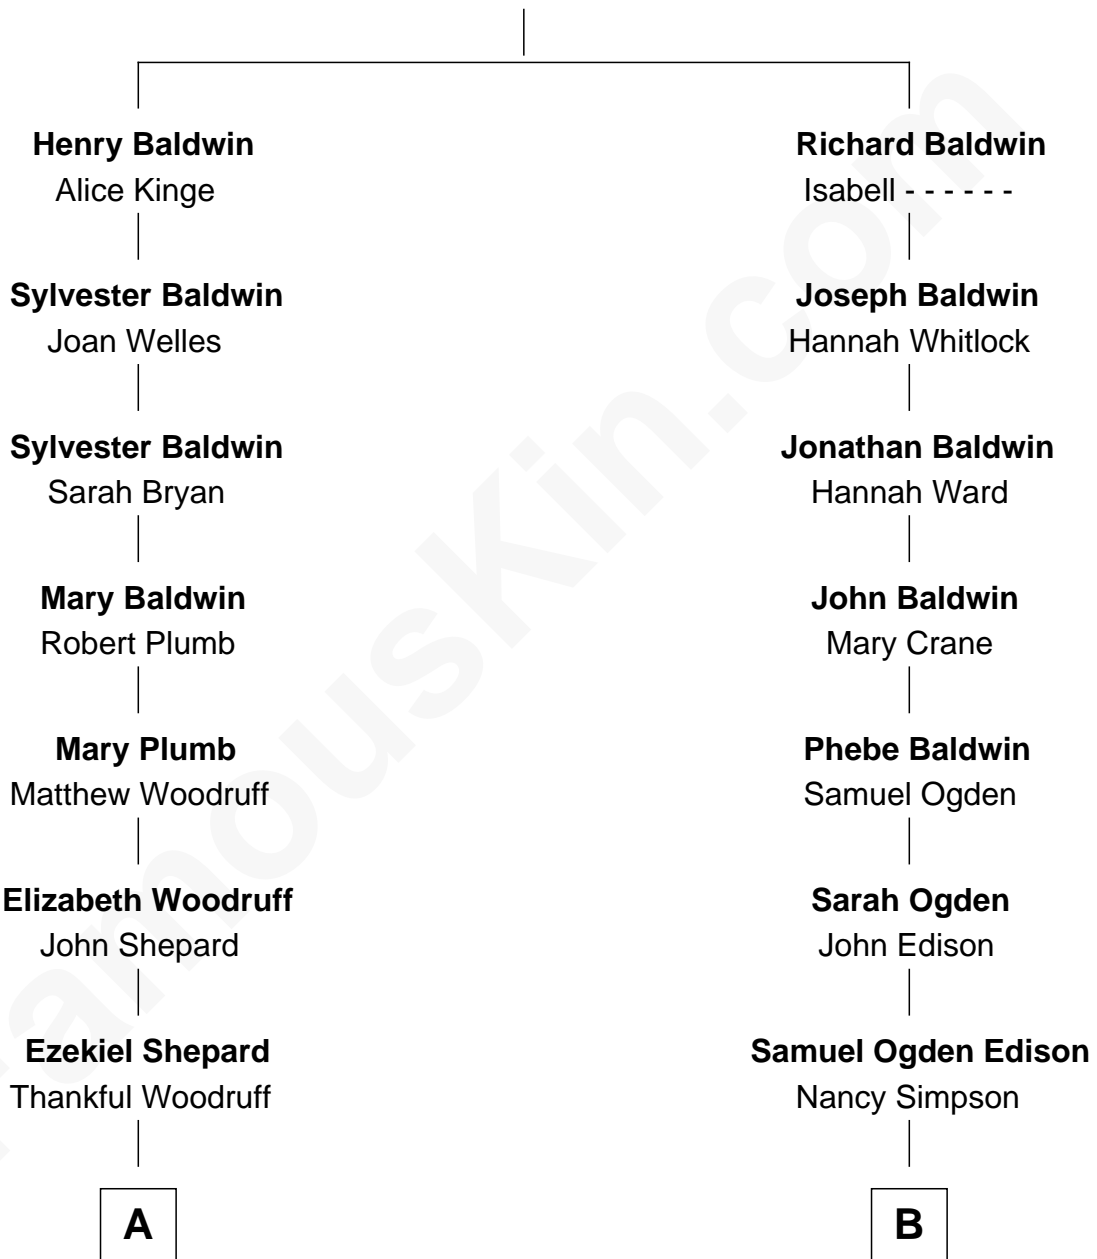 Henry Baldwin
Alice Kinge
Sylvester Baldwin
Joan Welles
Sylvester Baldwin
Sarah Bryan
Mary Baldwin
Robert Plumb
Mary Plumb
Matthew Woodruff
Elizabeth Woodruff
John Shepard
Ezekiel Shepard
Thankful Woodruff
A
Richard Baldwin
Isabell - - - - - -
Joseph Baldwin
Hannah Whitlock
Jonathan Baldwin
Hannah Ward
John Baldwin
Mary Crane
Phebe Baldwin
Samuel Ogden
Sarah Ogden
John Edison
Samuel Ogden Edison
Nancy Simpson
B
FamousKin.com